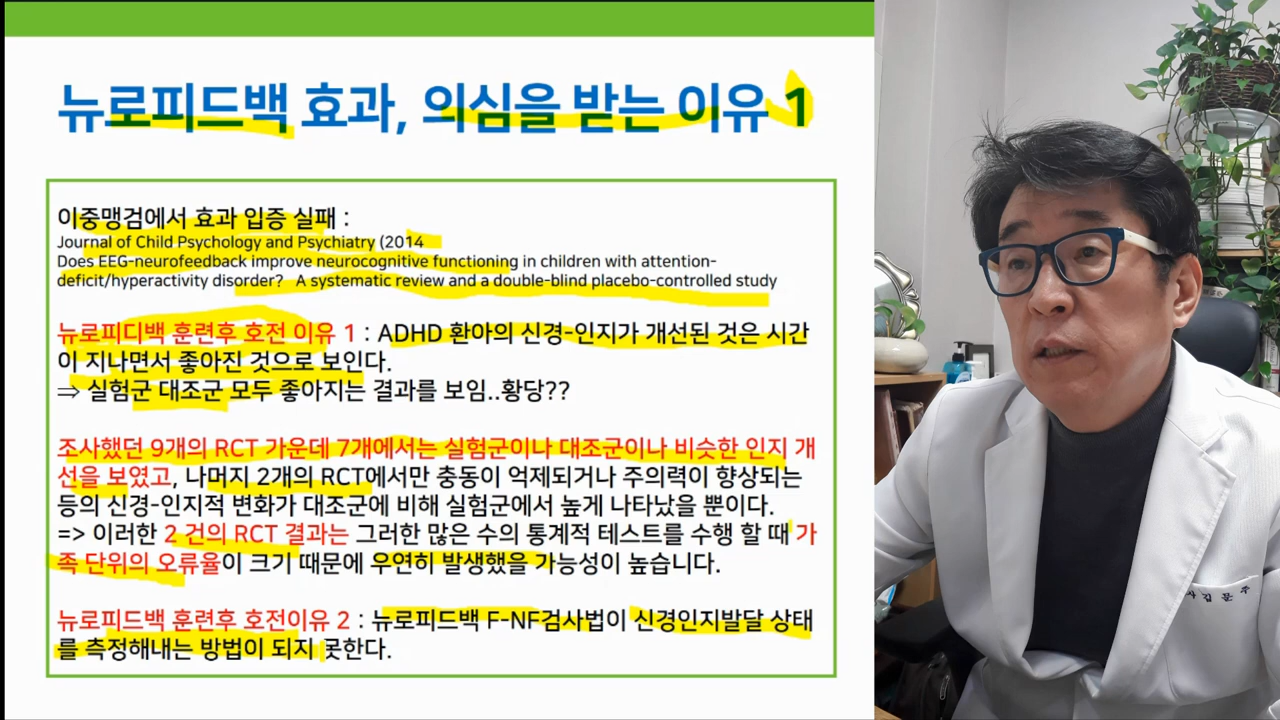 뉴로피드백 효과, 의심을 받는 이유 1
이중맹검에서 효과 입증 실패 :
Journal of Child Psychology and Psychiatry (2014
Does EEG-neurofeedback improve neurocognitive functioning in children with attention-
deficit/hyperactivity disorder? A systematic review and a double-blind placebo-controlled study
뉴로피디백 훈련후 호전 이유 1 : ADHD 환아의 신경-인지가 개선된 것은 시간
이 지나면서 좋아진 것으로 보인다.
⇒ 실험군 대조군 모두 좋아지는 결과를 보임..황당??
조사했던 9개의 RCT 가운데 7개에서는 실험군이나 대조군이나 비슷한 인지 개
선을 보였고, 나머지 2개의 RCT에서만 충동이 억제되거나 주의력이 향상되는
등의 신경-인지적 변화가 대조군에 비해 실험군에서 높게 나타났을 뿐이다.
=> 이러한 2 건의 RCT 결과는 그러한 많은 수의 통계적 테스트를 수행 할 때 가
족 단위의 오류율이 크기 때문에 우연히 발생했을 가능성이 높습니다.
뉴로피드백 훈련후 호전이유 2 : 뉴로피드백 F-NF검사법이 신경인지발달 상태
를 측정해내는 방법이 되지 못한다.
사 김 문 주